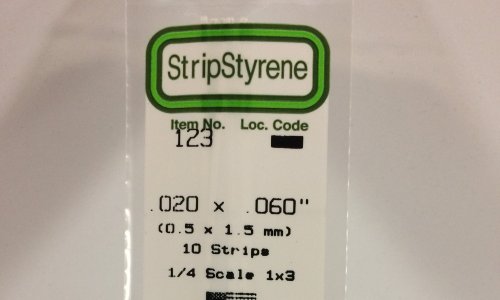 StripStyrene
Item No. Loc. Code
123
.020 x .060"
(0.5 x 1.5 mm)
10 Strips
1/4 Scale 1x3